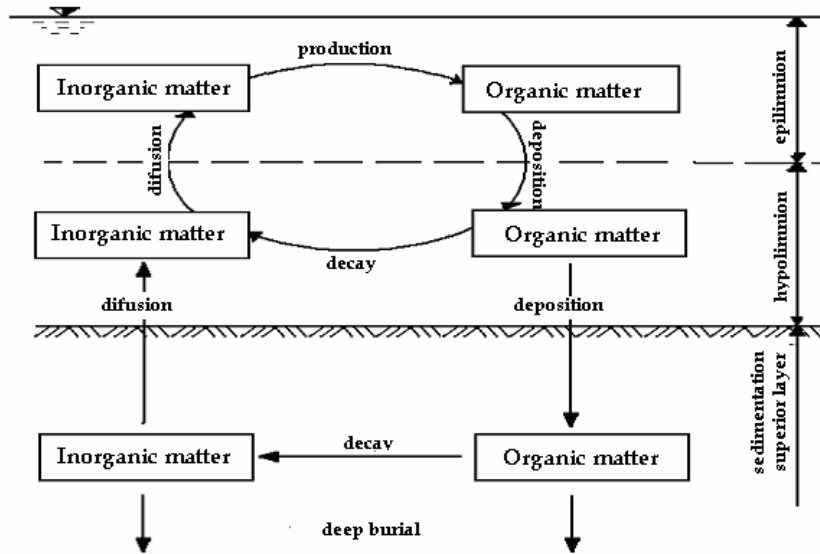 production
Inorganic matter
Organic matter
epilimnion
difusion
deposition
Inorganic matter
Organic matter
decay
hypolimnion
difusion
deposition
sedimentation
superior layer
Inorganic matter
decay
Organic matter
deep burial